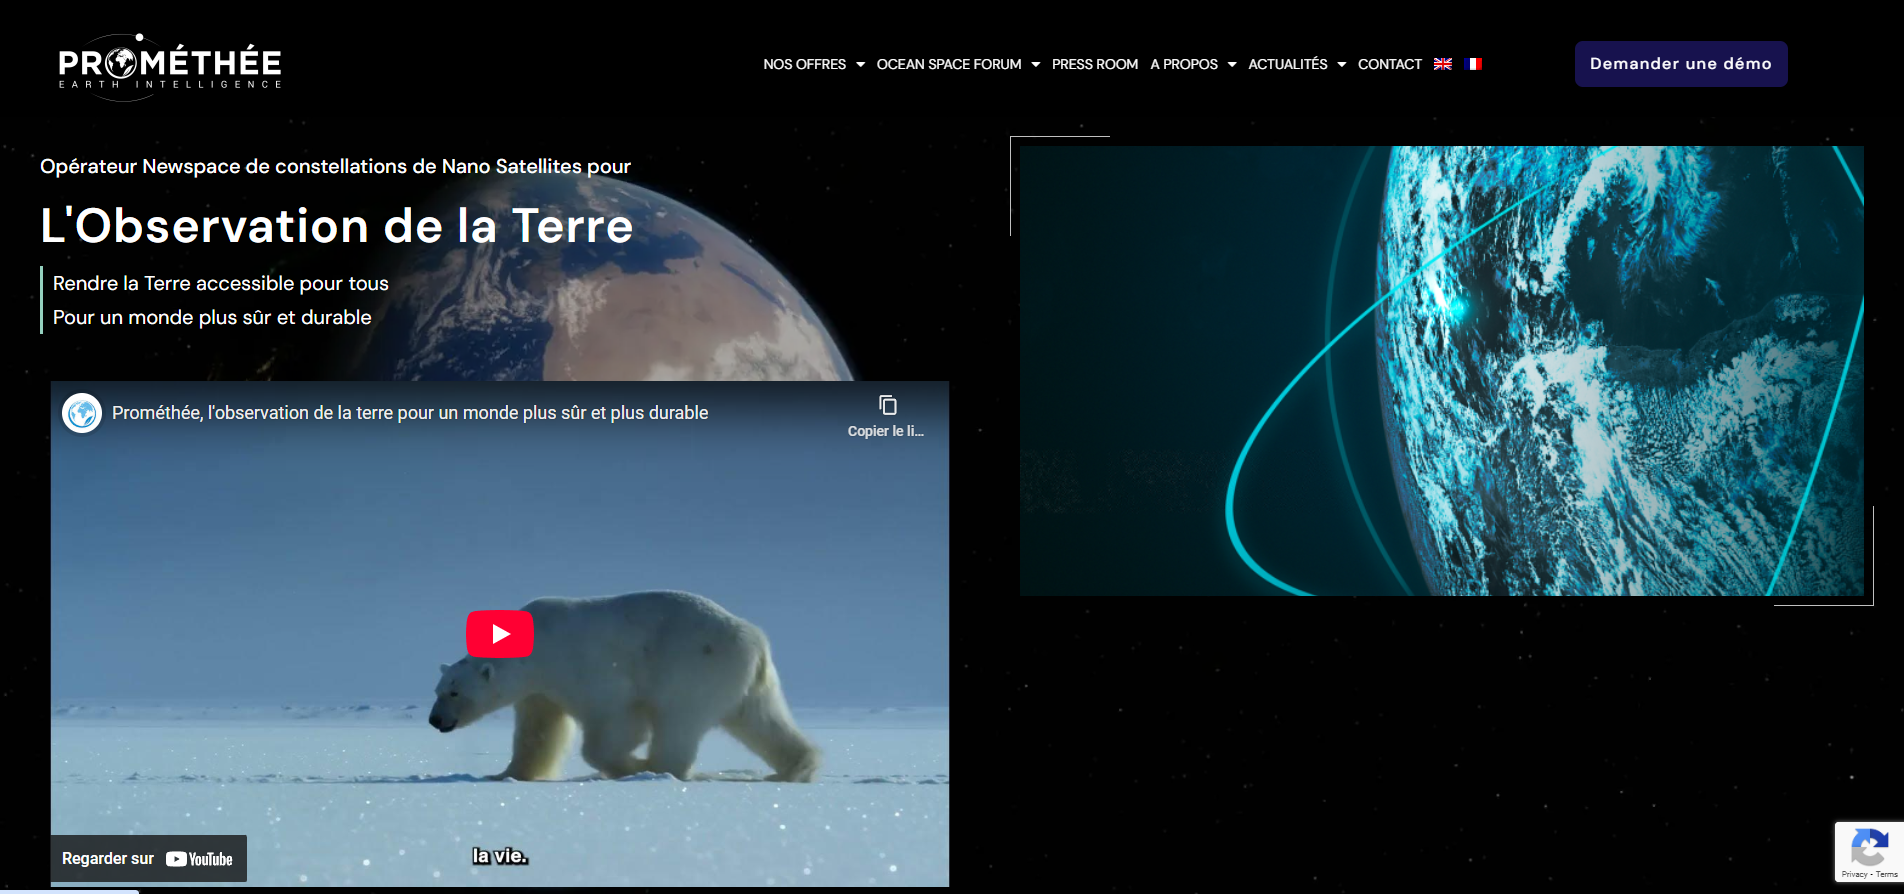 PROMÉTHÉE
EARTH INTELLIGENCE
NOS OFFRES
OCEAN SPACE FORUM
PRESS ROOM
A PROPOS
ACTUALITÉS
CONTACT
Demander une démo
Opérateur Newspace de constellations de Nano Satellites pour
L'Observation de la Terre
Rendre la Terre accessible pour tous
Pour un monde plus sûr et durable
Prométhée, l'observation de la terre pour un monde plus sûr et plus durable
Copier le li...
la vie.
Regarder sur YouTube
Privacy - Terms